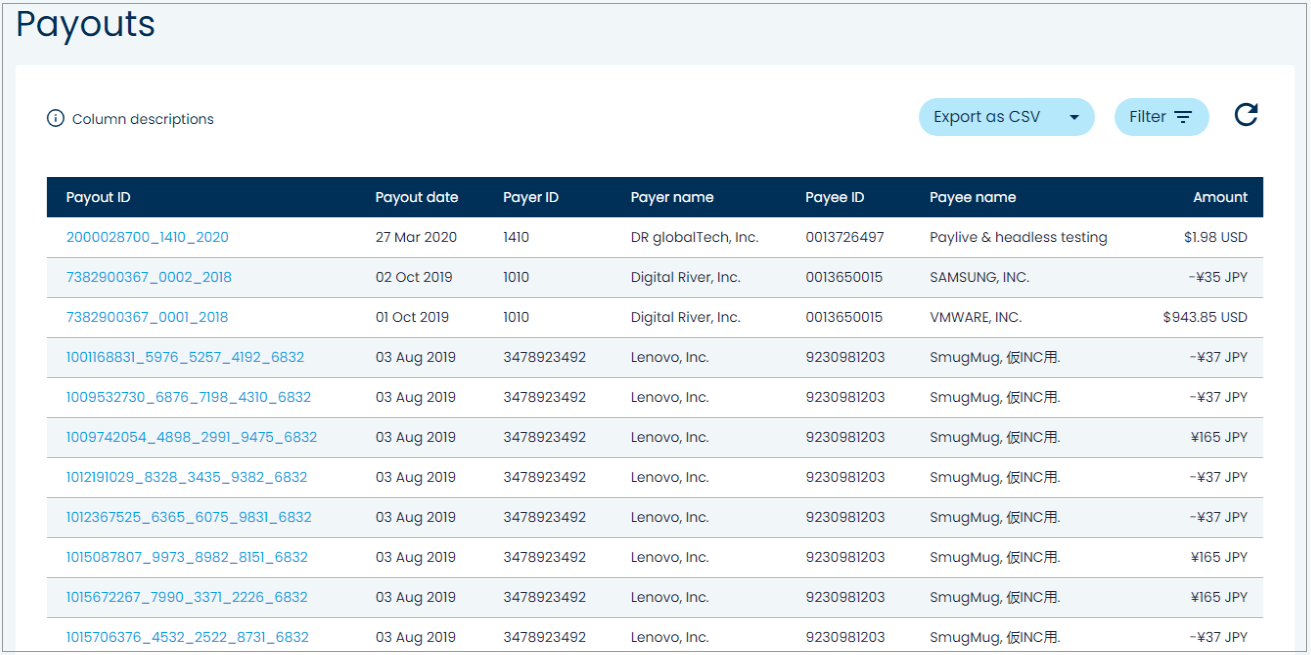 Payouts
Column descriptions
Export as CSV
Filter
Payout ID Payout date Payer ID Payer name Payee ID Payee name Amount
2000028700_1410_2020 27 Mar 2020 1410 DR globalTech, Inc. 0013726497 Paylive & headless testing $1.98 USD
7382900367_0002_2018 02 Oct 2019 1010 Digital River, Inc. 0013650015 SAMSUNG, INC. -¥35 JPY
7382900367_0001_2018 01 Oct 2019 1010 Digital River, Inc. 0013650015 VMWARE, INC. $943.85 USD
1001168831_5976_5257_4192_6832 03 Aug 2019 3478923492 Lenovo, Inc. 9230981203 SmugMug, 仮INC用. -¥37 JPY
1009532730_6876_7198_4310_6832 03 Aug 2019 3478923492 Lenovo, Inc. 9230981203 SmugMug, 仮INC用. -¥37 JPY
1009742054_4898_2991_9475_6832 03 Aug 2019 3478923492 Lenovo, Inc. 9230981203 SmugMug, 仮INC用. ¥165 JPY
1012191029_8328_3435_9382_6832 03 Aug 2019 3478923492 Lenovo, Inc. 9230981203 SmugMug, 仮INC用. -¥37 JPY
1012367525_6365_6075_9831_6832 03 Aug 2019 3478923492 Lenovo, Inc. 9230981203 SmugMug, 仮INC用. -¥37 JPY
1015087807_9973_8982_8151_6832 03 Aug 2019 3478923492 Lenovo, Inc. 9230981203 SmugMug, 仮INC用. ¥165 JPY
1015672267_7990_3371_2226_6832 03 Aug 2019 3478923492 Lenovo, Inc. 9230981203 SmugMug, 仮INC用. ¥165 JPY
1015706376_4532_2522_8731_6832 03 Aug 2019 3478923492 Lenovo, Inc. 9230981203 SmugMug, 仮INC用. -¥37 JPY